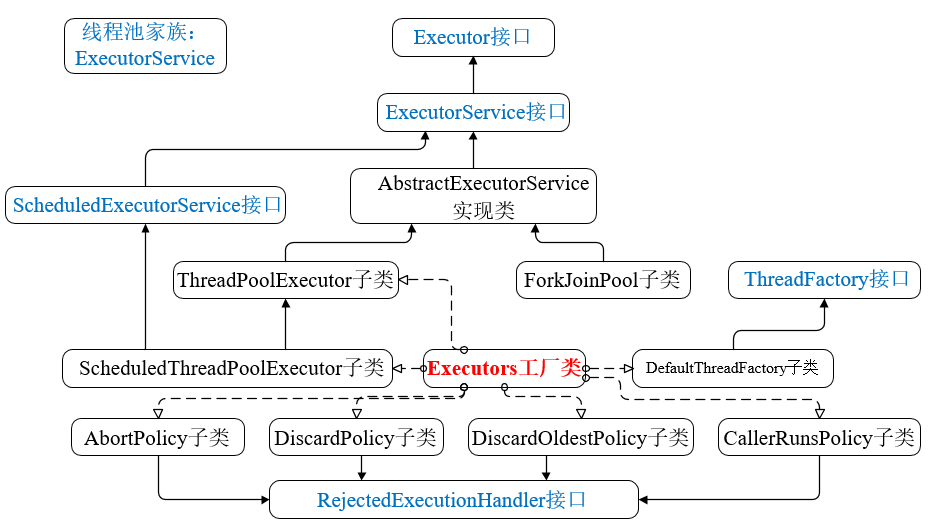 线程池家族：
ExecutorService
Executor接口
ExecutorService接口
AbstractExecutorService
实现类
ScheduledExecutorService接口
ThreadPoolExecutor子类
ForkJoinPool子类
ThreadFactory接口
ScheduledThreadPoolExecutor子类
Executors工厂类
DefaultThreadFactory子类
AbortPolicy子类
DiscardPolicy子类
DiscardOldestPolicy子类
CallerRunsPolicy子类
RejectedExecutionHandler接口